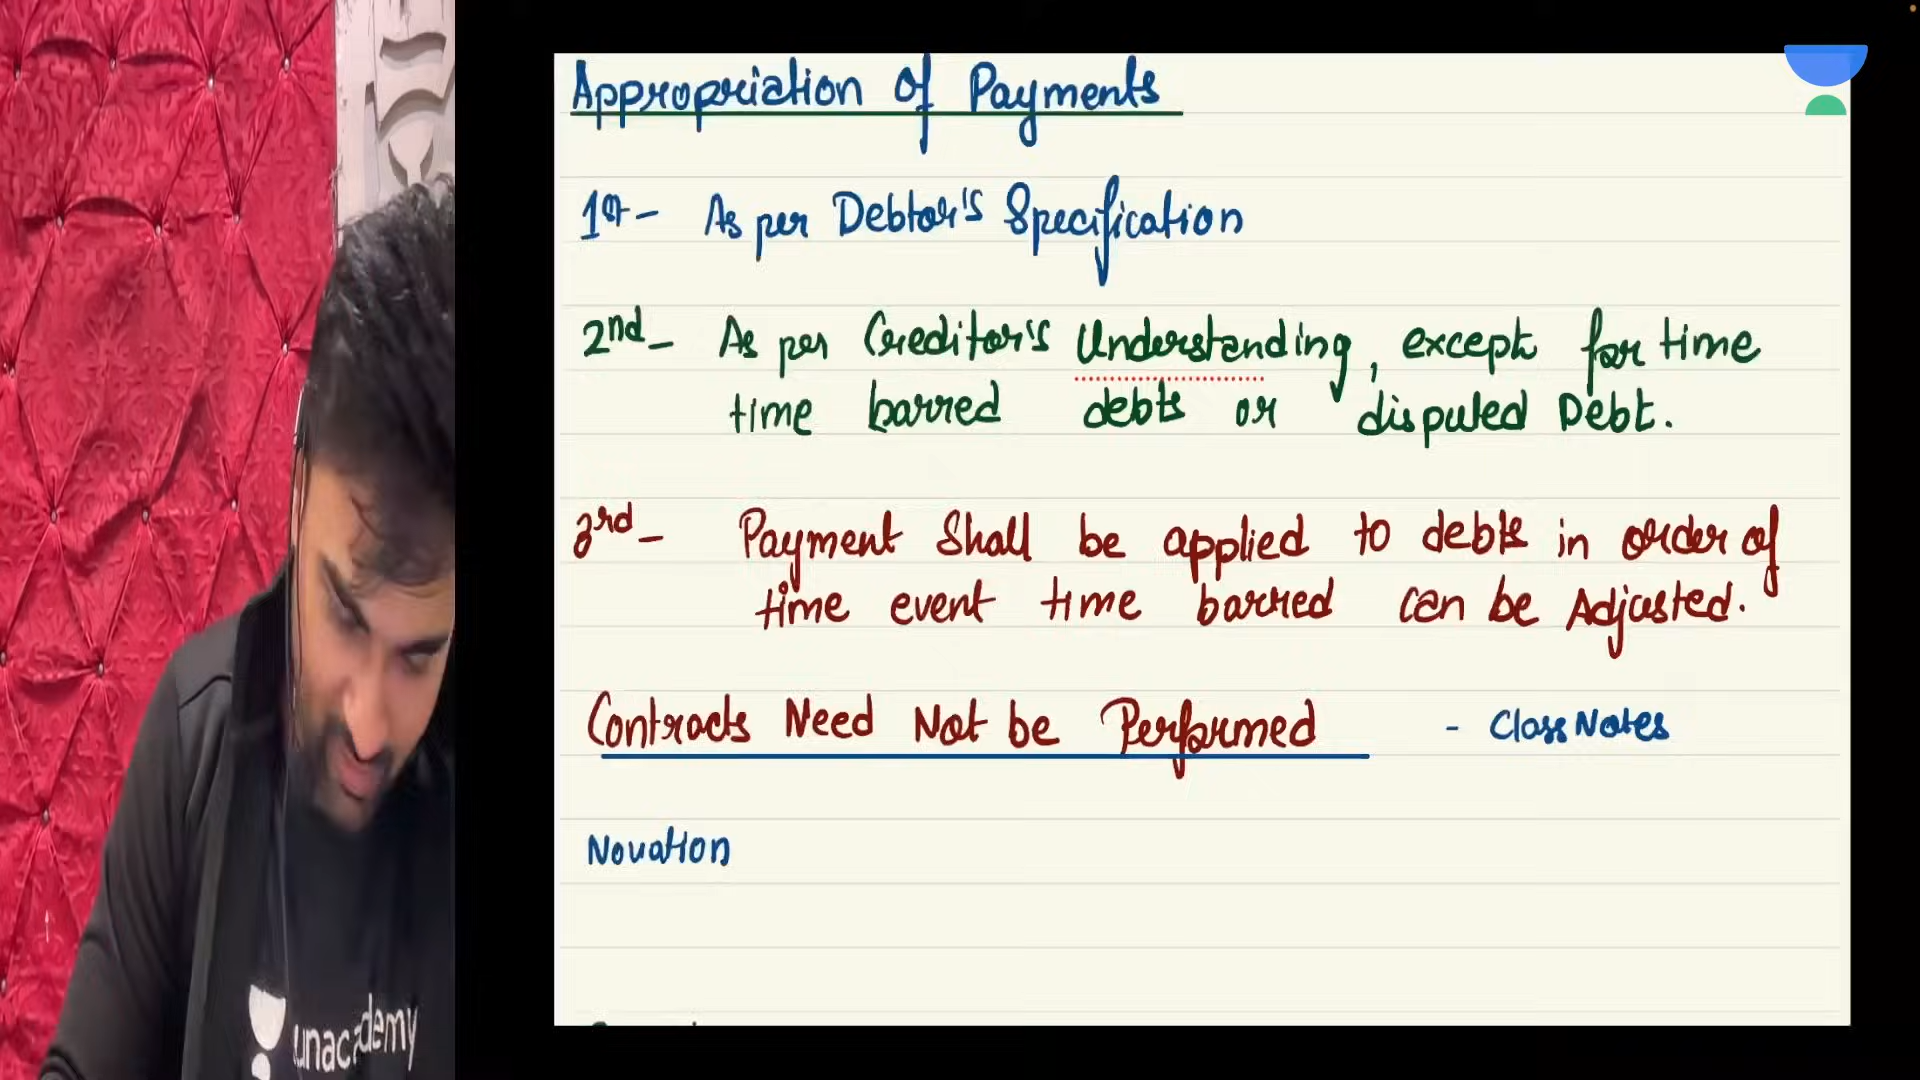 Appropriation of Payments
1st - As per Debtor's Specification
2nd - As per Creditor's Understanding, except for time
time barred debts or disputed Debt.
3rd - Payment Shall be applied to debts in order of
time event time barred can be Adjusted.
Contracts Need Not be Performed - Class Notes
Novation
unacademy